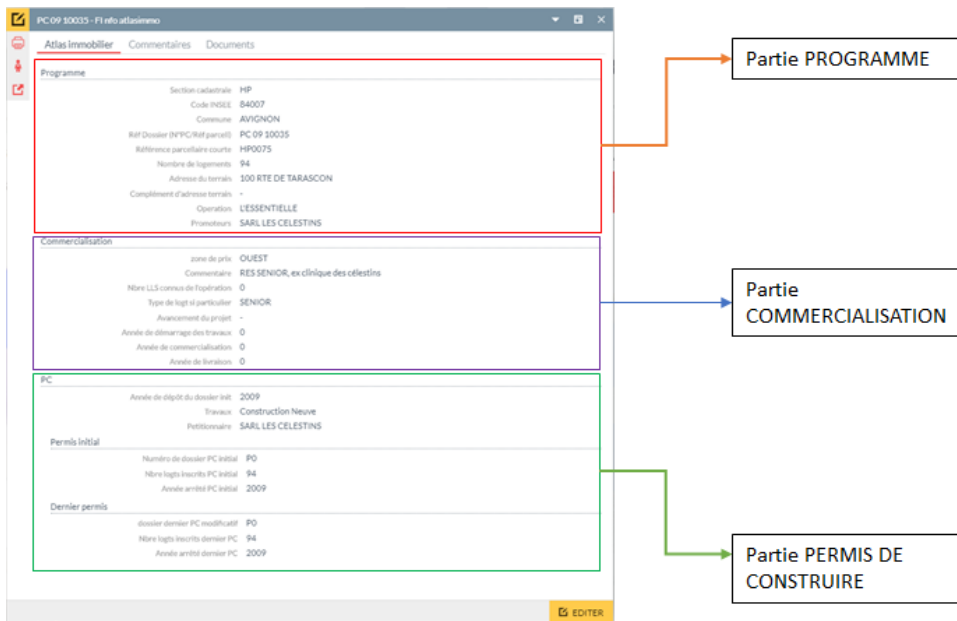 PC 09 10035 - FI nfo atlasimmo
Atlas immobilier Commentaires Documents
Programme
Section cadastrale HP
Code INSEE 84007
Commune AVIGNON
Réf Dossier (N°PC/Réf parcell) PC 09 10035
Référence parcellaire courte HP0075
Nombre de logements 94
Adresse du terrain 100 RTE DE TARASCON
Complément d'adresse terrain -
Operation L'ESSENTIELLE
Promoteurs SARL LES CELESTINS
Commercialisation
zone de prix OUEST
Commentaire RES SENIOR, ex clinique des célestins
Nbre LLS connus de l'opération 0
Type de logt si particulier SENIOR
Avancement du projet -
Année de démarrage des travaux 0
Année de commercialisation 0
Année de livraison 0
PC
Année de dépôt du dossier init 2009
Travaux Construction Neuve
Petitionnaire SARL LES CELESTINS
Permis initial
Numéro de dossier PC initial P0
Nbre logts inscrits PC initial 94
Année arrêté PC initial 2009
Dernier permis
dossier dernier PC modificatif P0
Nbre logts inscrits dernier PC 94
Année arrêté dernier PC 2009
EDITER
Partie PROGRAMME
Partie
COMMERCIALISATION
Partie PERMIS DE
CONSTRUIRE